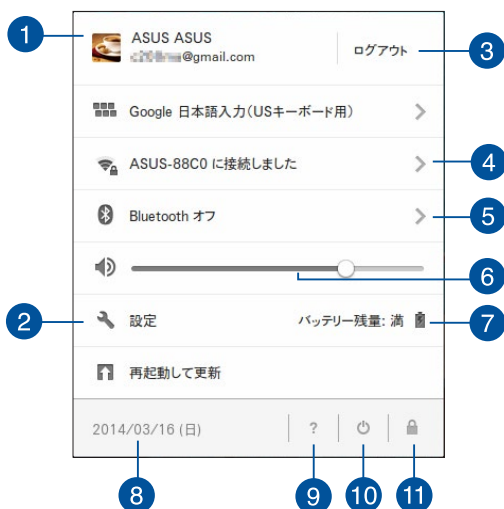 1
ASUS ASUS
@gmail.com
ログアウト
3
Google 日本語入力(USキーボード用)
ASUS-88C0 に接続しました
4
Bluetooth オフ
5
6
2
設定
バッテリー残量: 満
7
再起動して更新
2014/03/16 (日)
?
8
9
10
11